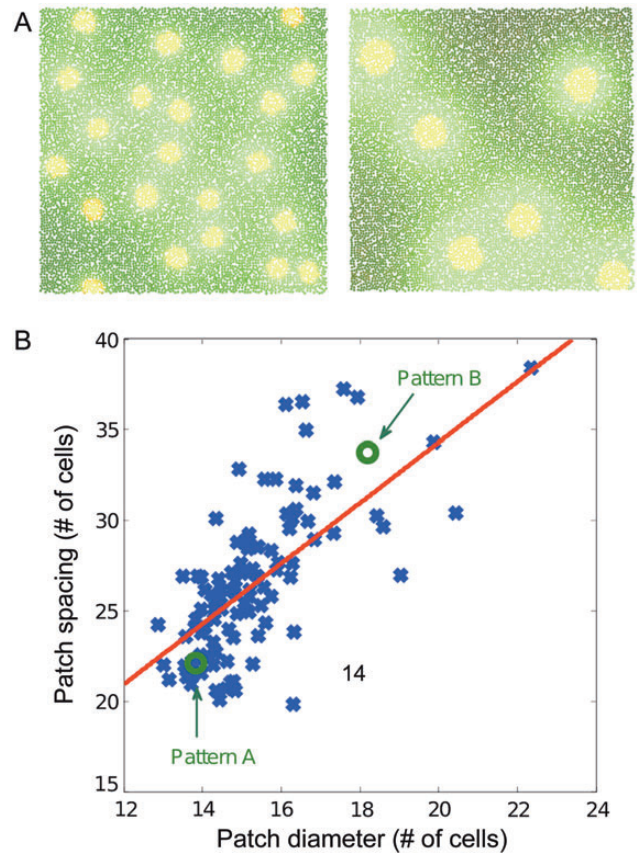 A
B
40
35
30
25
20
15
Patch spacing (# of cells)
Pattern B
14
Pattern A
12 14 16 18 20 22 24
Patch diameter (# of cells)